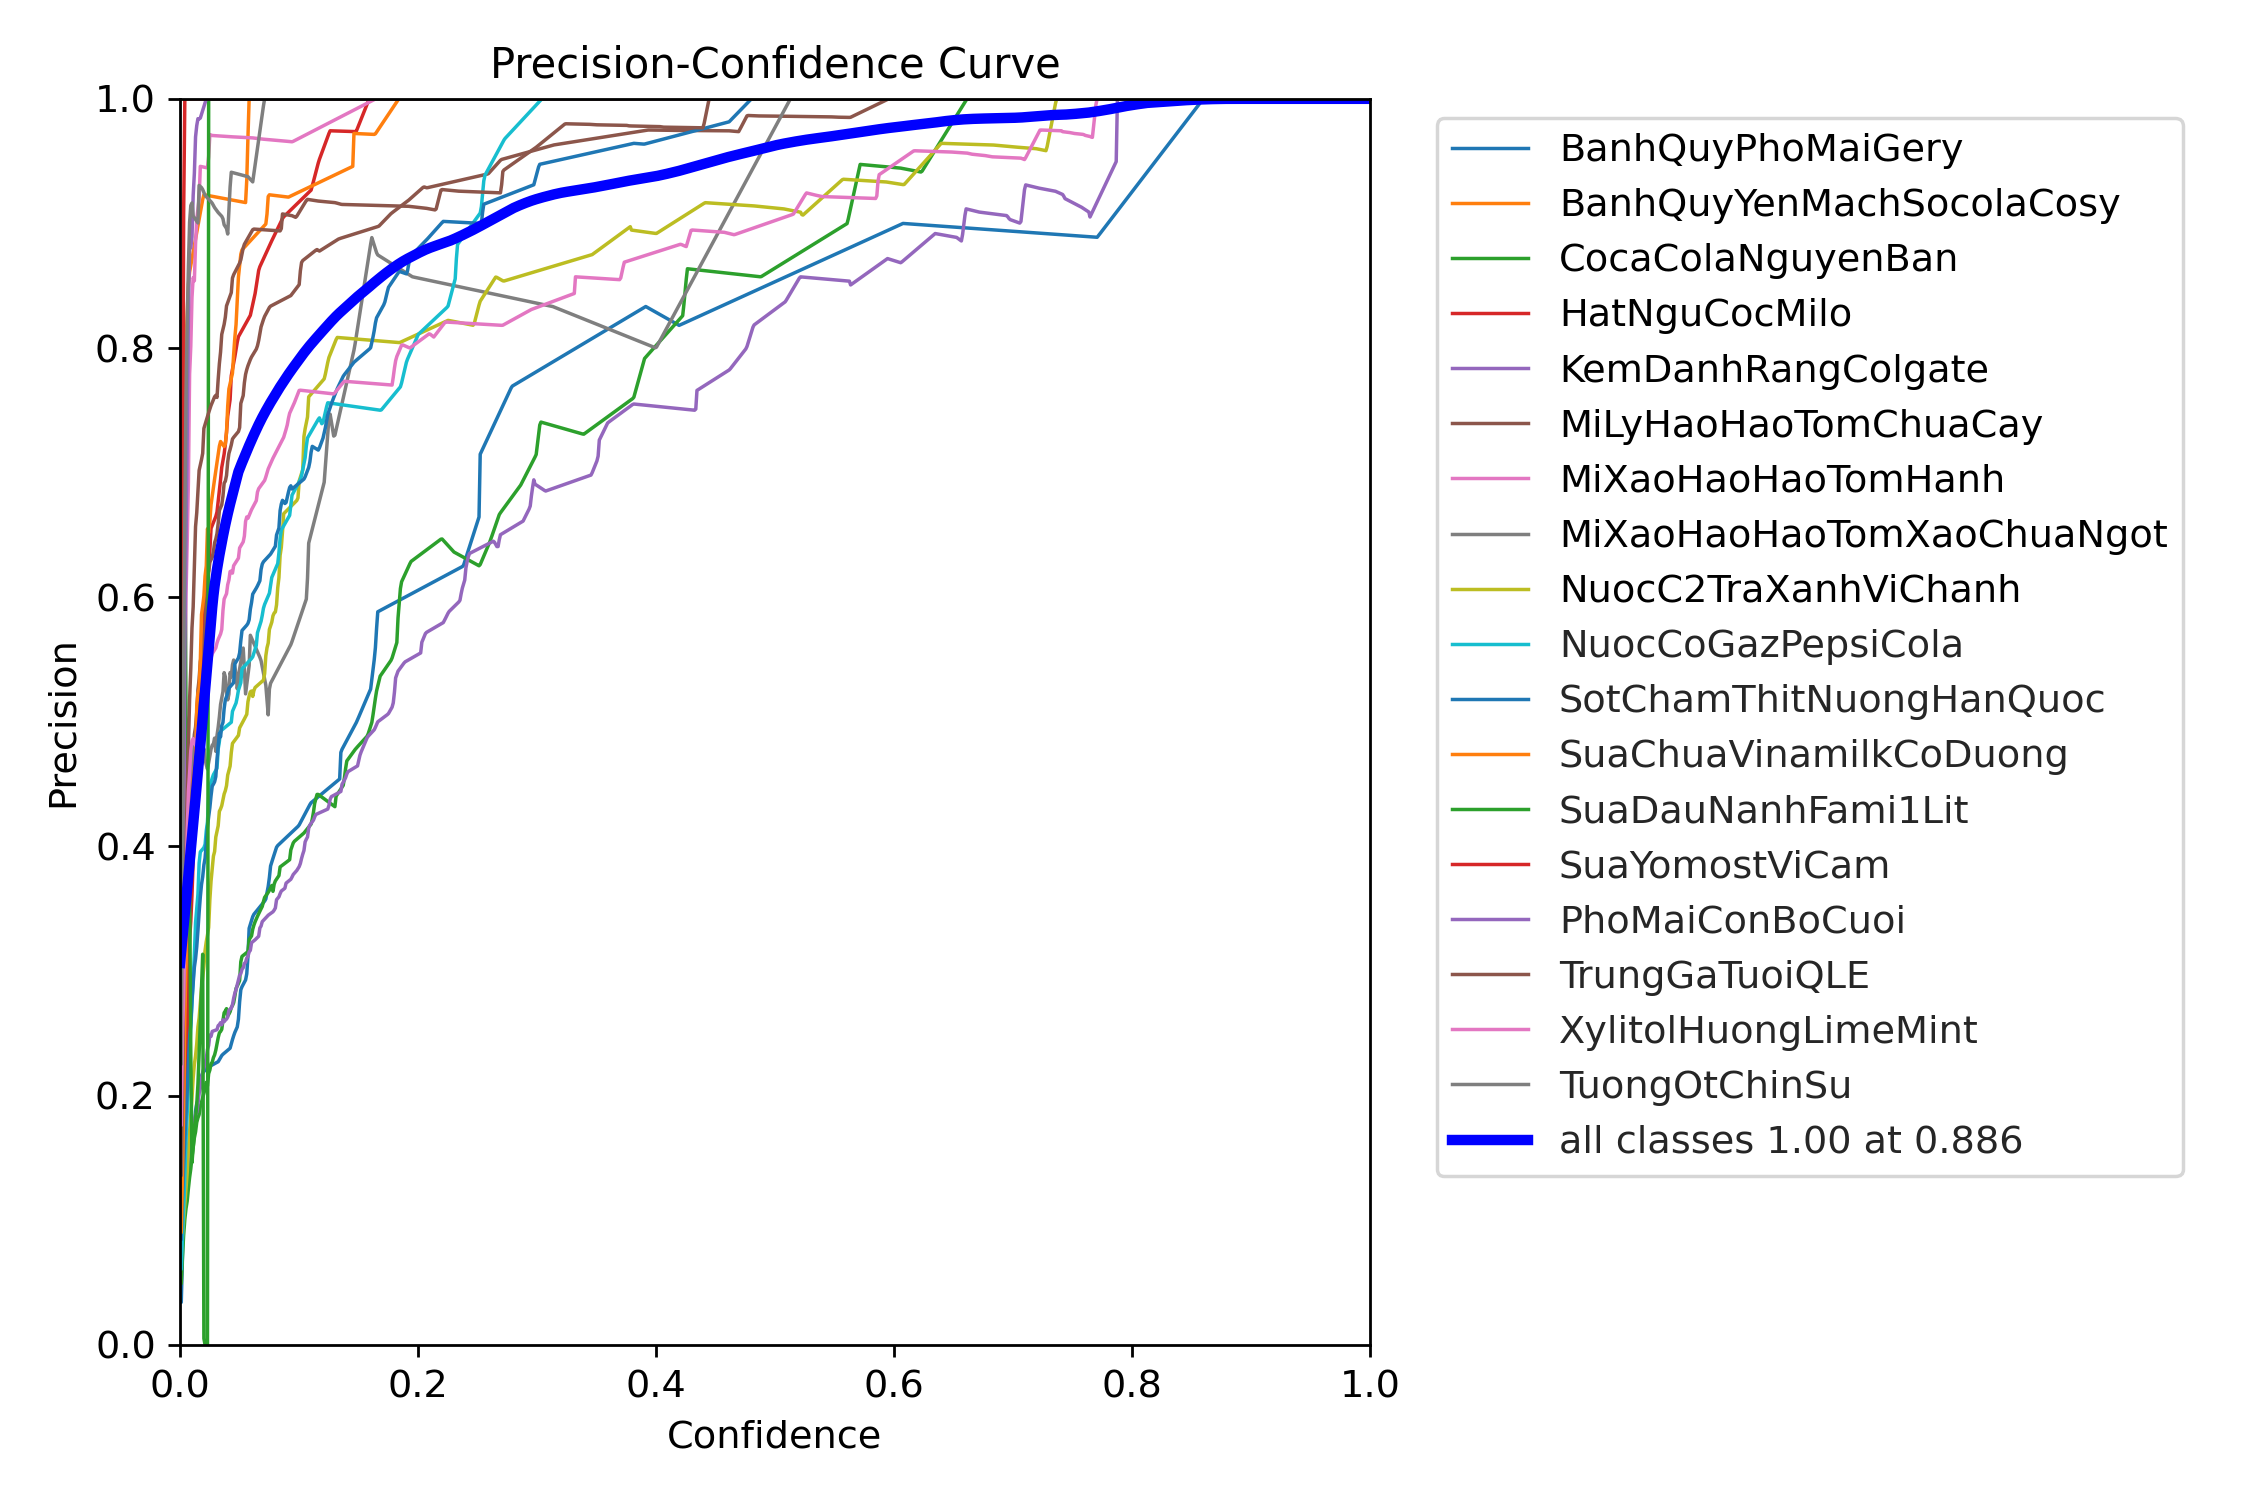 Precision-Confidence Curve
1.0
0.8
0.6
0.4
0.2
0.0
Precision
0.0 0.2 0.4 0.6 0.8 1.0
Confidence
BanhQuyPhoMaiGery
BanhQuyYenMachSocolaCosy
CocaColaNguyenBan
HatNguCocMilo
KemDanhRangColgate
MiLyHaoHaoTomChuaCay
MiXaoHaoHaoTomHanh
MiXaoHaoHaoTomXaoChuaNgot
NuocC2TraXanhViChanh
NuocCoGazPepsiCola
SotChamThitNuongHanQuoc
SuaChuaVinamilkCoDuong
SuaDauNanhFami1Lit
SuaYomostViCam
PhoMaiConBoCuoi
TrungGaTuoiQLE
XylitolHuongLimeMint
TuongOtChinSu
all classes 1.00 at 0.886